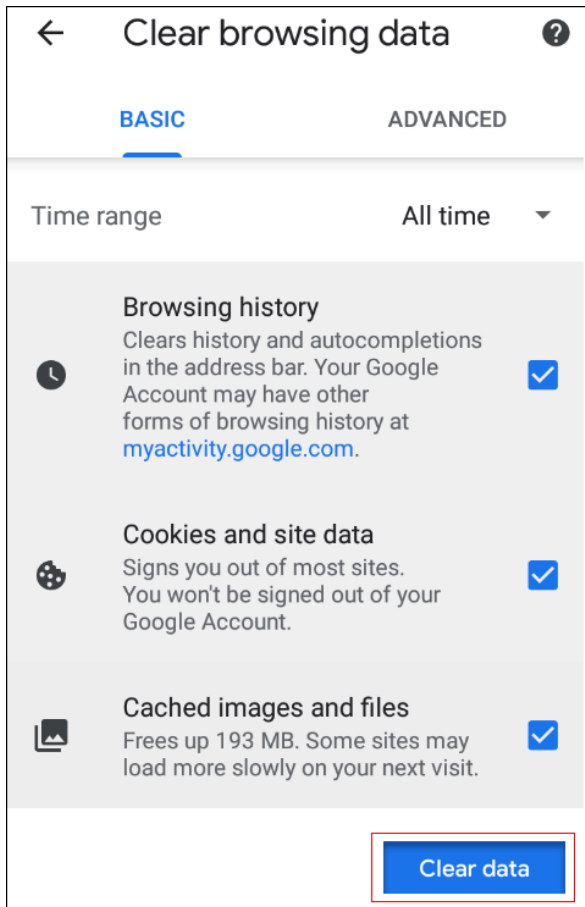 Clear browsing data
BASIC ADVANCED
Time range All time
Browsing history
Clears history and autocompletions
in the address bar. Your Google
Account may have other
forms of browsing history at
myactivity.google.com.
Cookies and site data
Signs you out of most sites.
You won't be signed out of your
Google Account.
Cached images and files
Frees up 193 MB. Some sites may
load more slowly on your next visit.
Clear data